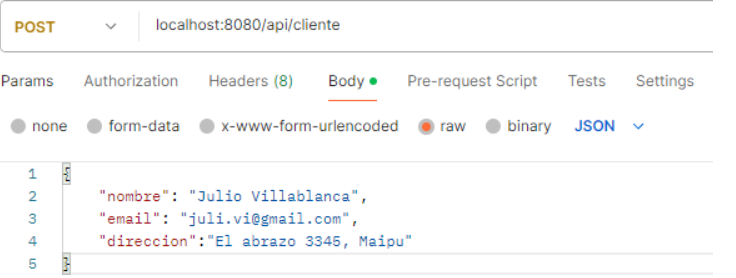 POST localhost:8080/api/cliente
Params Authorization Headers (8) Body Pre-request Script Tests Settings
none form-data x-www-form-urlencoded raw binary JSON
1 {
2 "nombre": "Julio Villablanca",
3 "email": "juli.vi@gmail.com",
4 "direccion":"El abrazo 3345, Maipu"
5 }